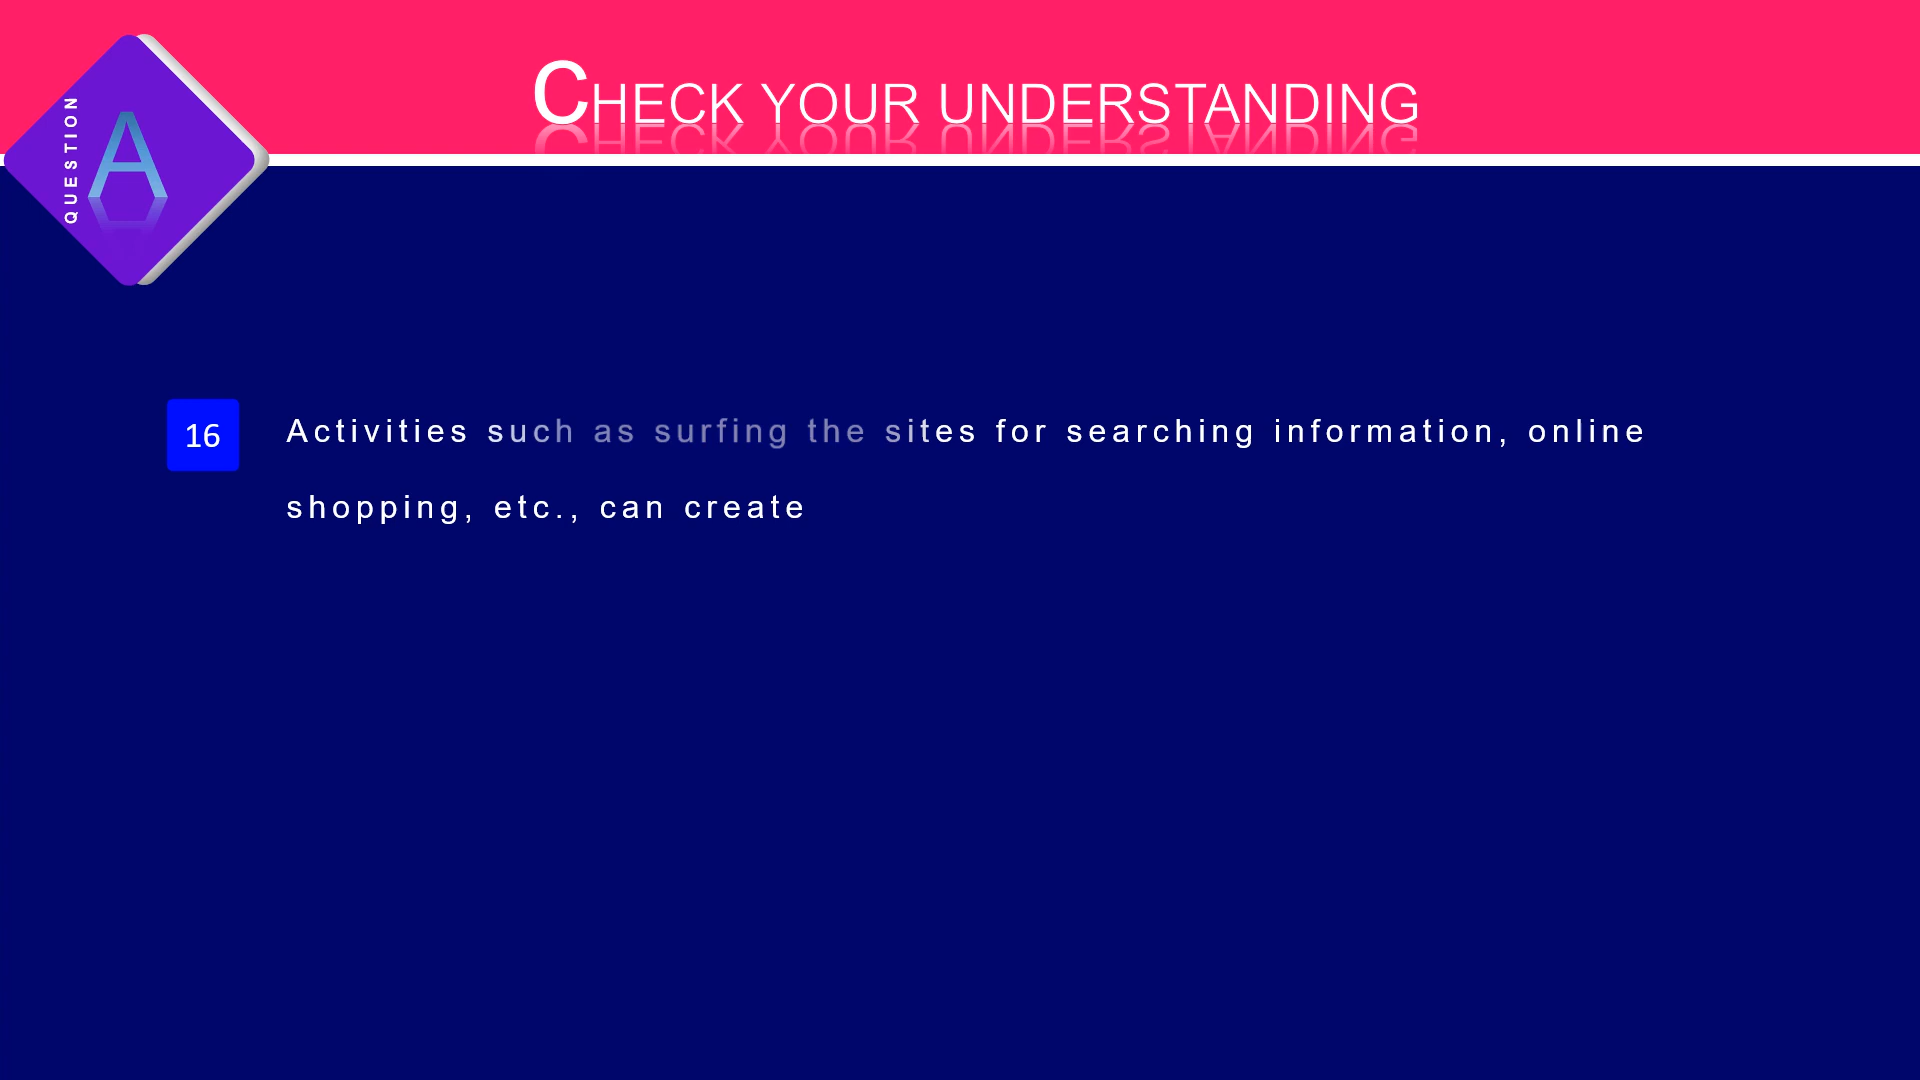 CHECK YOUR UNDERSTANDING
QUESTION
A
16
Activities such as surfing the sites for searching information, online
shopping, etc., can create